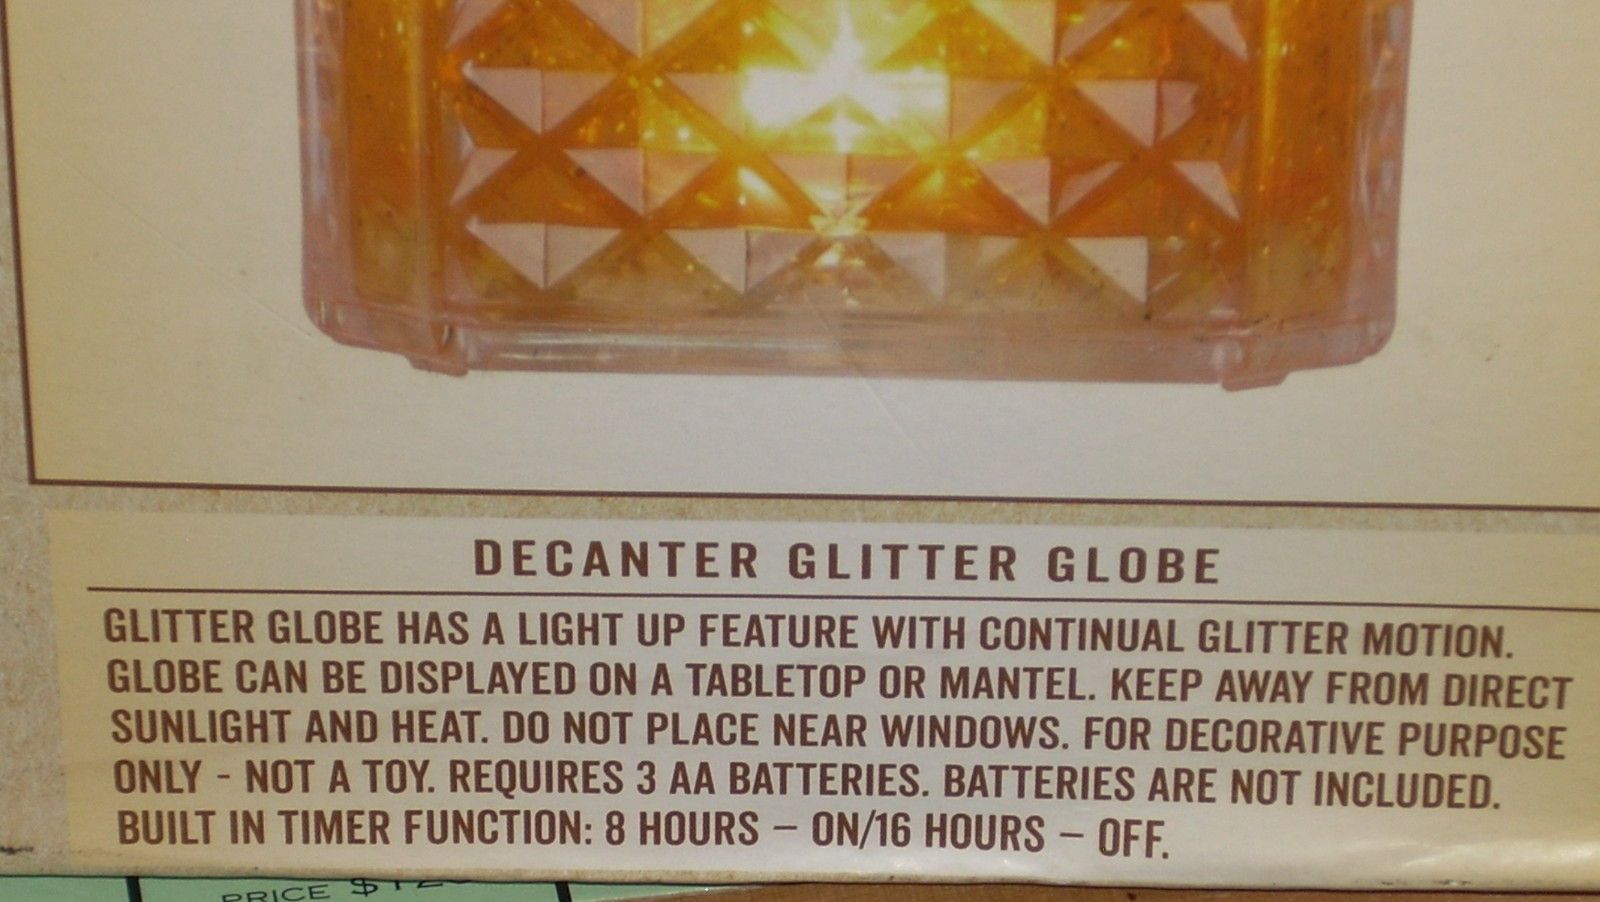 DECANTER GLITTER GLOBE
GLITTER GLOBE HAS A LIGHT UP FEATURE WITH CONTINUAL GLITTER MOTION.
GLOBE CAN BE DISPLAYED ON A TABLETOP OR MANTEL. KEEP AWAY FROM DIRECT
SUNLIGHT AND HEAT. DO NOT PLACE NEAR WINDOWS. FOR DECORATIVE PURPOSE
ONLY - NOT A TOY. REQUIRES 3 AA BATTERIES. BATTERIES ARE NOT INCLUDED.
BUILT IN TIMER FUNCTION: 8 HOURS – ON/16 HOURS – OFF.
PRICE